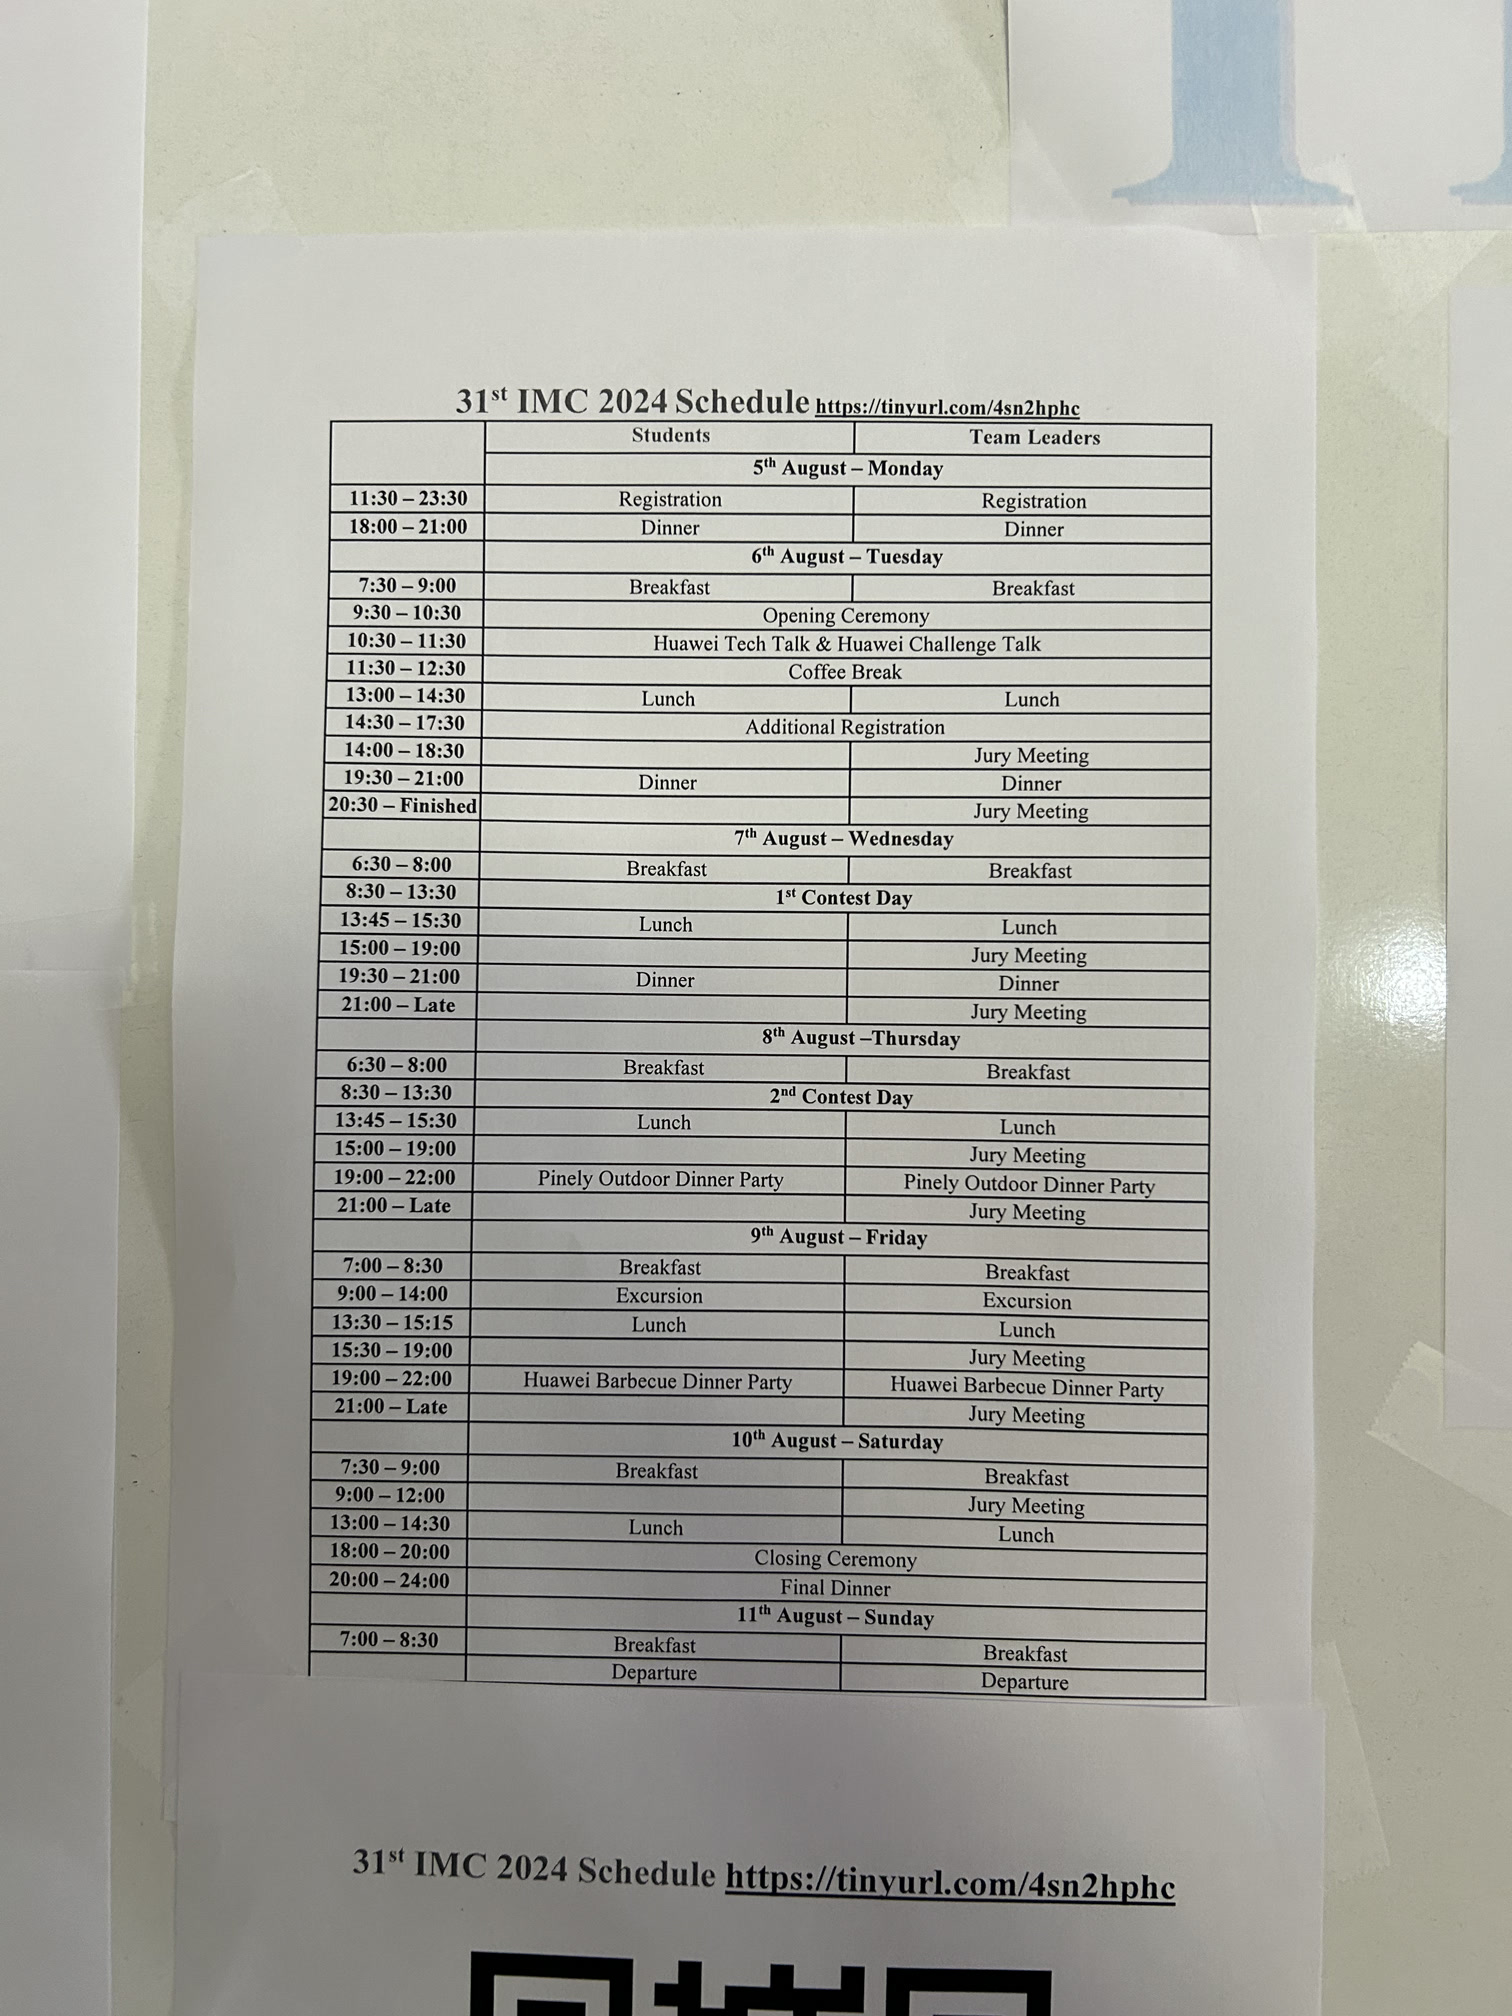 31st IMC 2024 Schedule https://tinyurl.com/4sn2hphc
Students Team Leaders
5th August – Monday
11:30 – 23:30 Registration Registration
18:00 – 21:00 Dinner Dinner
6th August – Tuesday
7:30 – 9:00 Breakfast Breakfast
9:30 – 10:30 Opening Ceremony
10:30 – 11:30 Huawei Tech Talk & Huawei Challenge Talk
11:30 – 12:30 Coffee Break
13:00 – 14:30 Lunch Lunch
14:30 – 17:30 Additional Registration
14:00 – 18:30 Jury Meeting
19:30 – 21:00 Dinner Dinner
20:30 – Finished Jury Meeting
7th August – Wednesday
6:30 – 8:00 Breakfast Breakfast
8:30 – 13:30 1st Contest Day
13:45 – 15:30 Lunch Lunch
15:00 – 19:00 Jury Meeting
19:30 – 21:00 Dinner Dinner
21:00 – Late Jury Meeting
8th August –Thursday
6:30 – 8:00 Breakfast Breakfast
8:30 – 13:30 2nd Contest Day
13:45 – 15:30 Lunch Lunch
15:00 – 19:00 Jury Meeting
19:00 – 22:00 Pinely Outdoor Dinner Party Pinely Outdoor Dinner Party
21:00 – Late Jury Meeting
9th August – Friday
7:00 – 8:30 Breakfast Breakfast
9:00 – 14:00 Excursion Excursion
13:30 – 15:15 Lunch Lunch
15:30 – 19:00 Jury Meeting
19:00 – 22:00 Huawei Barbecue Dinner Party Huawei Barbecue Dinner Party
21:00 – Late Jury Meeting
10th August – Saturday
7:30 – 9:00 Breakfast Breakfast
9:00 – 12:00 Jury Meeting
13:00 – 14:30 Lunch Lunch
18:00 – 20:00 Closing Ceremony
20:00 – 24:00 Final Dinner
11th August – Sunday
7:00 – 8:30 Breakfast Breakfast
Departure Departure
31st IMC 2024 Schedule https://tinyurl.com/4sn2hphc